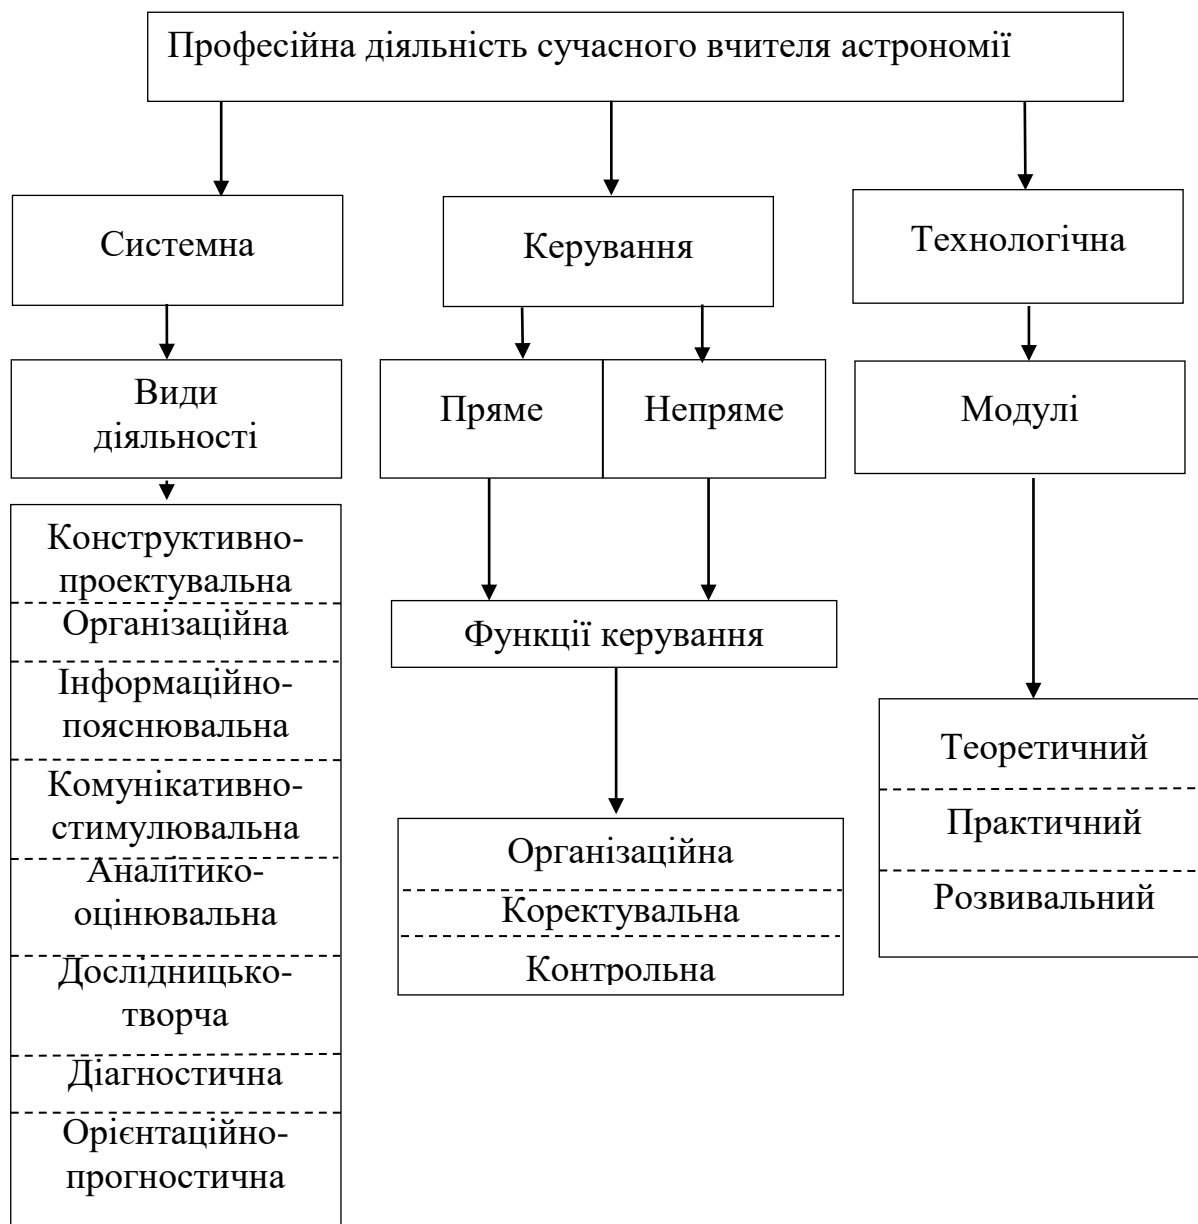 Професійна діяльність сучасного вчителя астрономії
Системна
Керування
Технологічна
Види
діяльності
Пряме
Непряме
Модулі
Конструктивно-
проектувальна
Організаційна
Інформаційно-
пояснювальна
Комунікативно-
стимулювальна
Аналітико-
оцінювальна
Дослідницько-
творча
Діагностична
Орієнтаційно-
прогностична
Функції керування
Організаційна
Коректувальна
Контрольна
Теоретичний
Практичний
Розвивальний